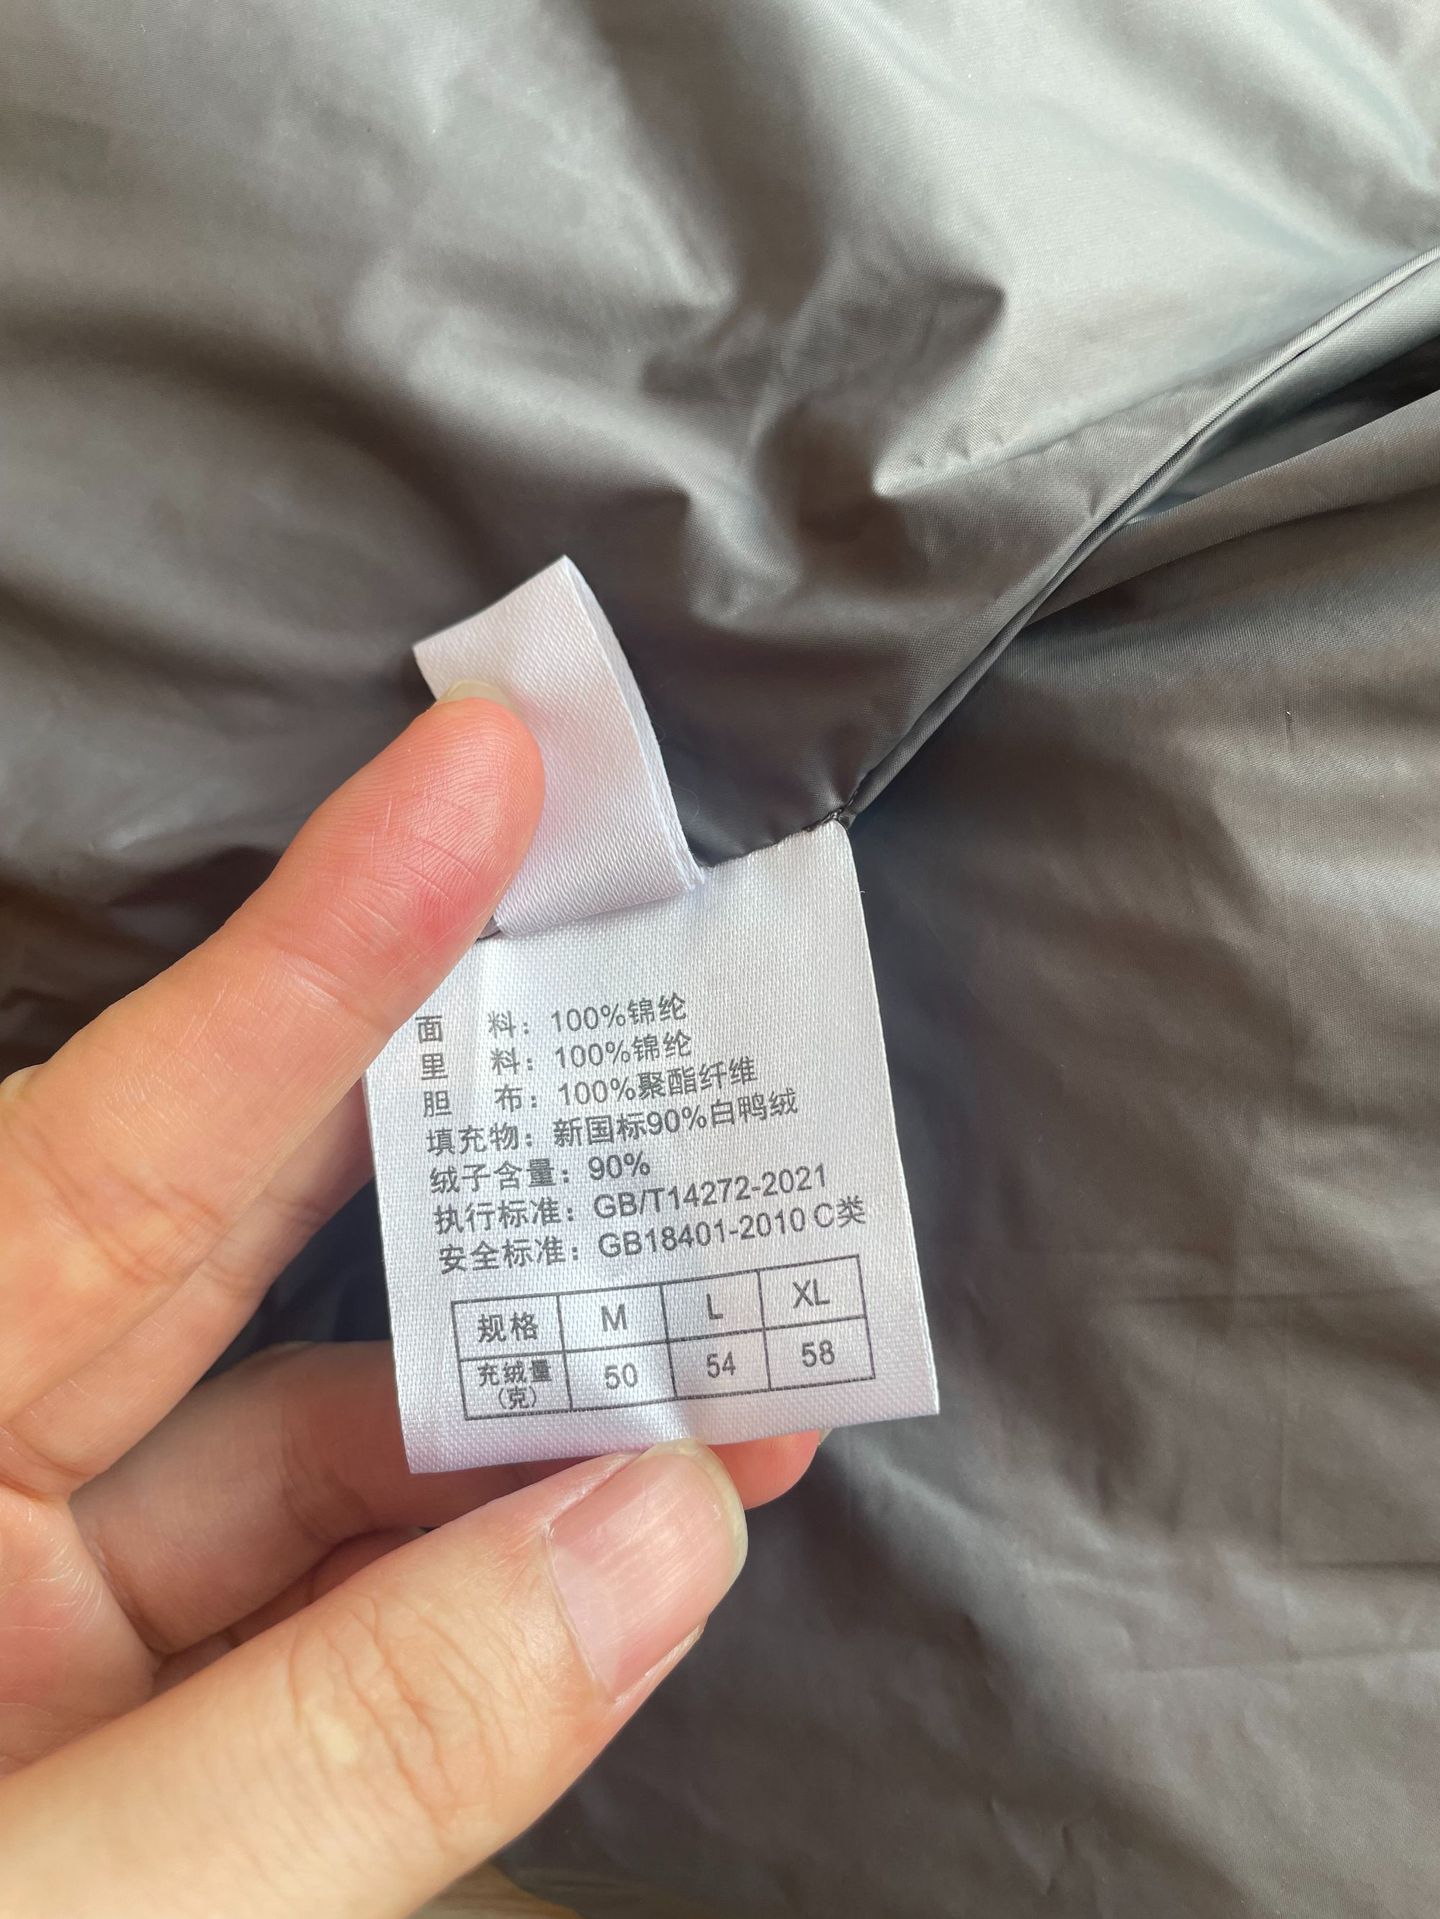 面 料：100%锦纶
里 料：100%锦纶
胆 布：100%聚酯纤维
填充物：新国标90%白鸭绒
绒子含量：90%
执行标准：GB/T14272-2021
安全标准：GB18401-2010 C类
规格 M L XL
充绒量(克) 50 54 58